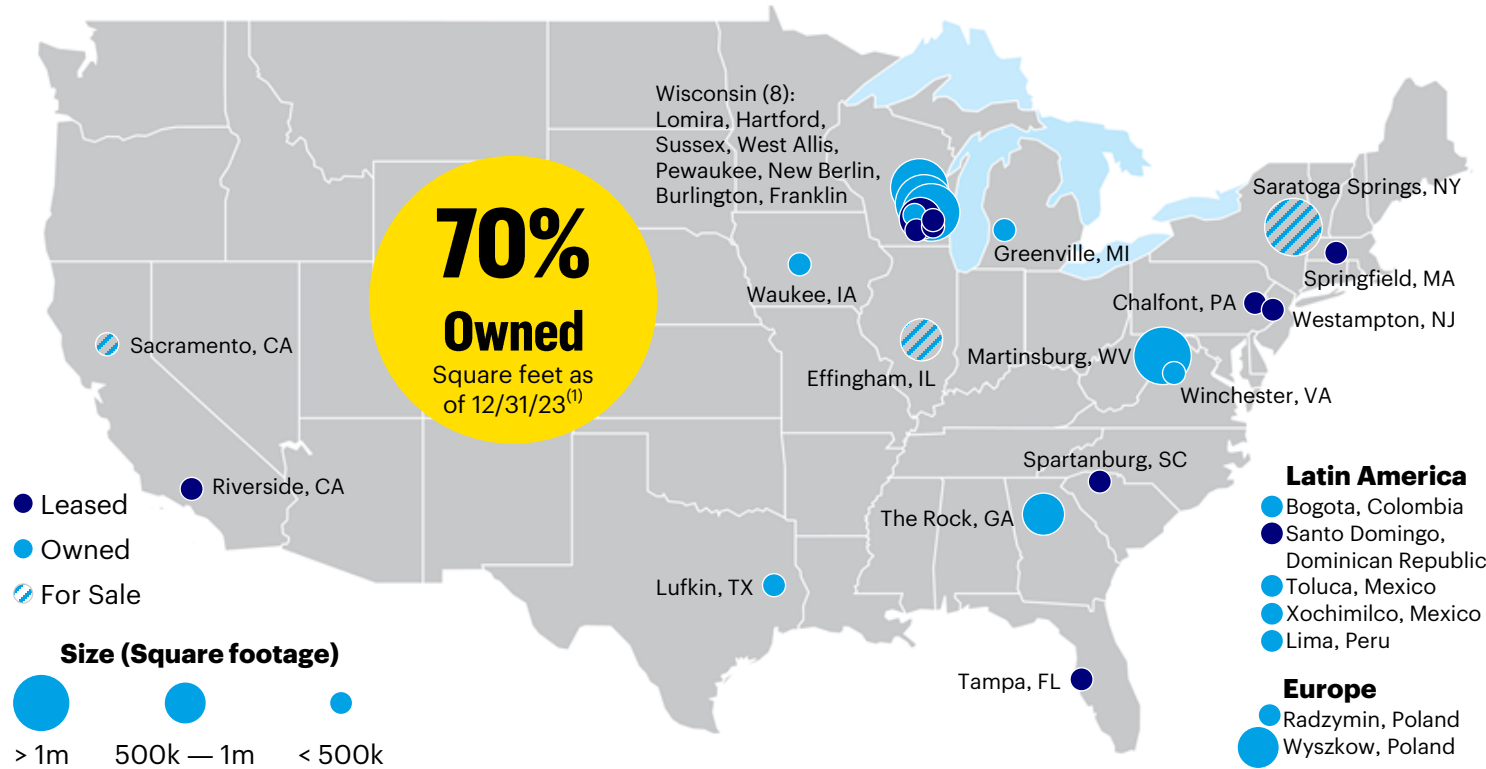 Wisconsin (8):
Lomira, Hartford,
Sussex, West Allis,
Pewaukee, New Berlin,
Burlington, Franklin
70%
Owned
Square feet as
of 12/31/23(1)
Saratoga Springs, NY
Greenville, MI
Springfield, MA
Waukee, IA
Chalfont, PA
Westampton, NJ
Sacramento, CA
Martinsburg, WV
Effingham, IL
Winchester, VA
Spartanburg, SC
Riverside, CA
The Rock, GA
Lufkin, TX
Tampa, FL
Leased
Owned
For Sale
Size (Square footage)
> 1m
500k — 1m
< 500k
Latin America
Bogota, Colombia
Santo Domingo,
Dominican Republic
Toluca, Mexico
Xochimilco, Mexico
Lima, Peru
Europe
Radzymin, Poland
Wyszkow, Poland